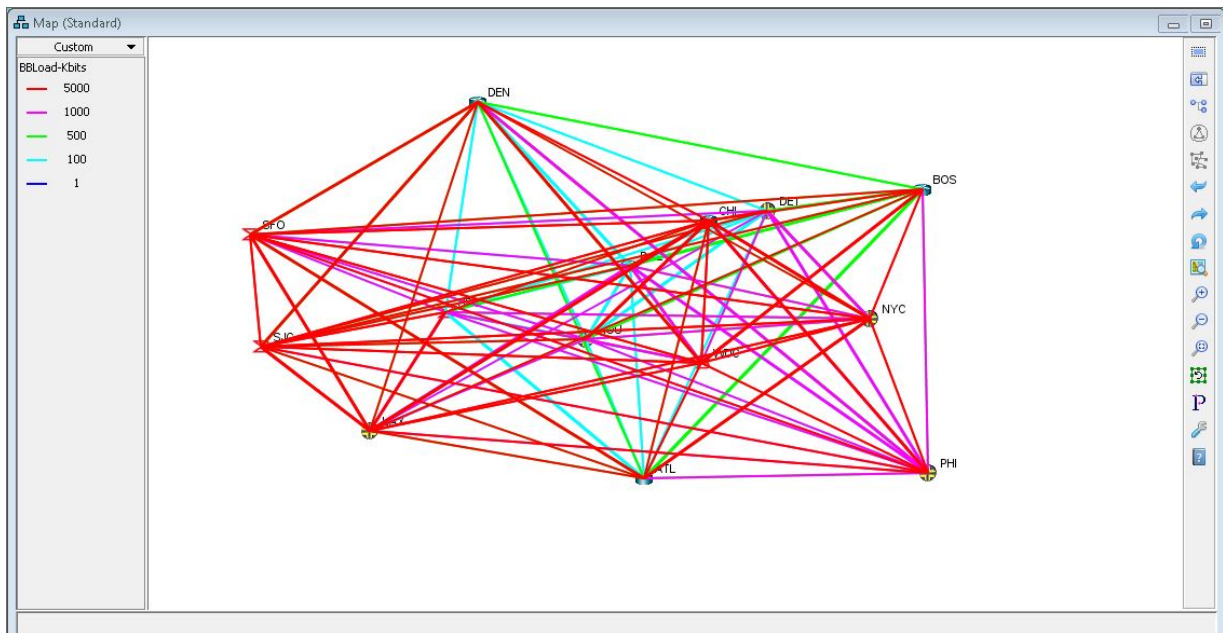 Map (Standard)
Custom
BBLoad-Kbits
5000
1000
500
100
1
DEN
BOS
DET
CHI
SFO
NYC
SJC
WDC
ATL
PHI
P
?